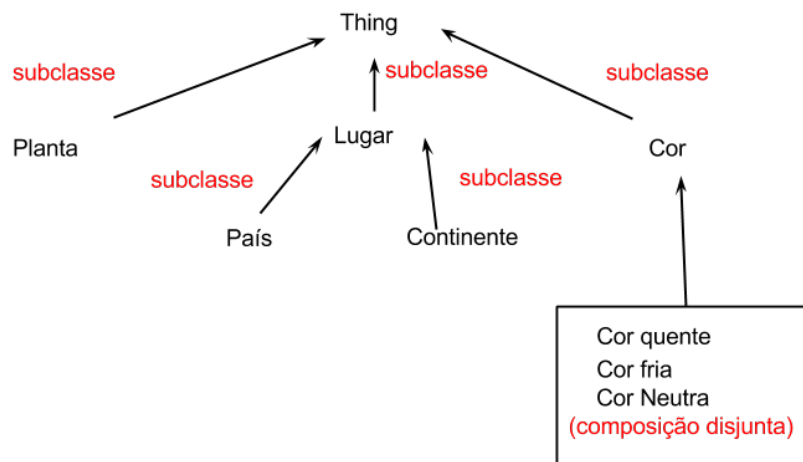 Thing
subclasse
subclasse
subclasse
Planta
Lugar
Cor
subclasse
subclasse
País
Continente
Cor quente
Cor fria
Cor Neutra
(composição disjunta)